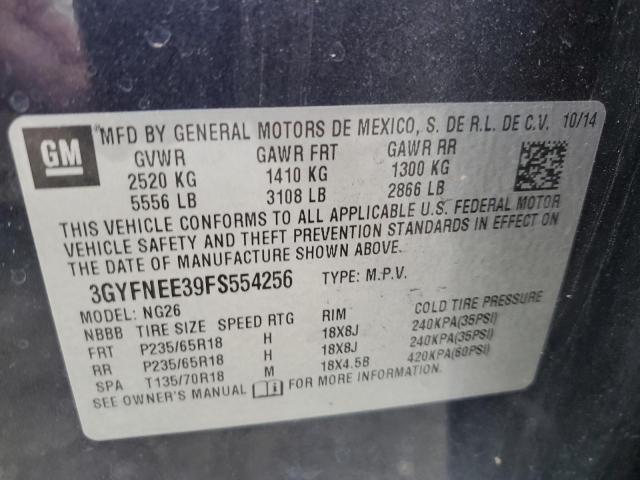 GM
MFD BY GENERAL MOTORS DE MEXICO, S. DE R.L. DE C.V. 10/14
GVWR GAWR FRT GAWR RR
2520 KG 1410 KG 1300 KG
5556 LB 3108 LB 2866 LB
THIS VEHICLE CONFORMS TO ALL APPLICABLE U.S. FEDERAL MOTOR
VEHICLE SAFETY AND THEFT PREVENTION STANDARDS IN EFFECT ON
THE DATE OF MANUFACTURE SHOWN ABOVE.
3GYFNEE39FS554256 TYPE: M.P.V.
MODEL: NG26
NBBB TIRE SIZE SPEED RTG RIM COLD TIRE PRESSURE
FRT P235/65R18 H 18X8J 240KPA(35PSI)
RR P235/65R18 H 18X8J 240KPA(35PSI)
SPA T135/70R18 M 18X4.5B 420KPA(60PSI)
SEE OWNER'S MANUAL FOR MORE INFORMATION.